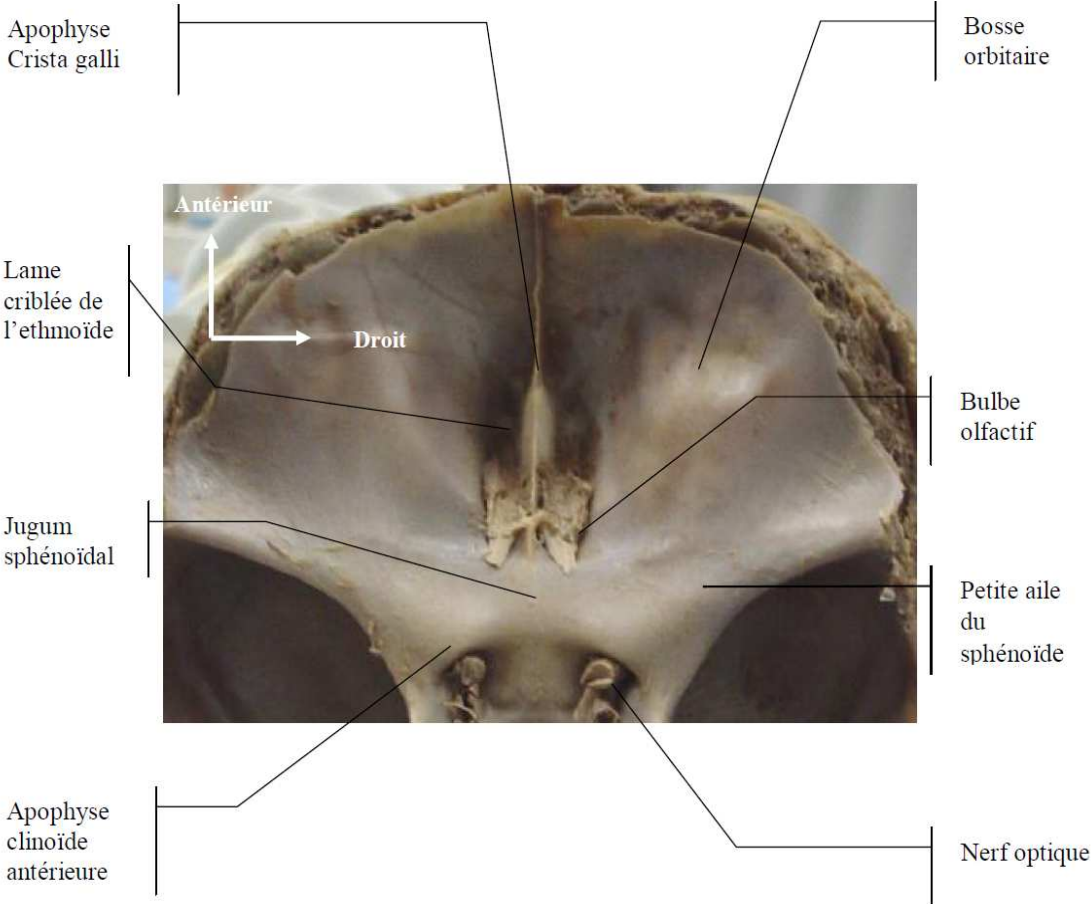 Apophyse
Crista galli
Bosse
orbitaire
Antérieur
Lame
criblée de
l’ethmoïde
Droit
Bulbe
olfactif
Jugum
sphénoïdal
Petite aile
du
sphénoïde
Apophyse
clinoïde
antérieure
Nerf optique